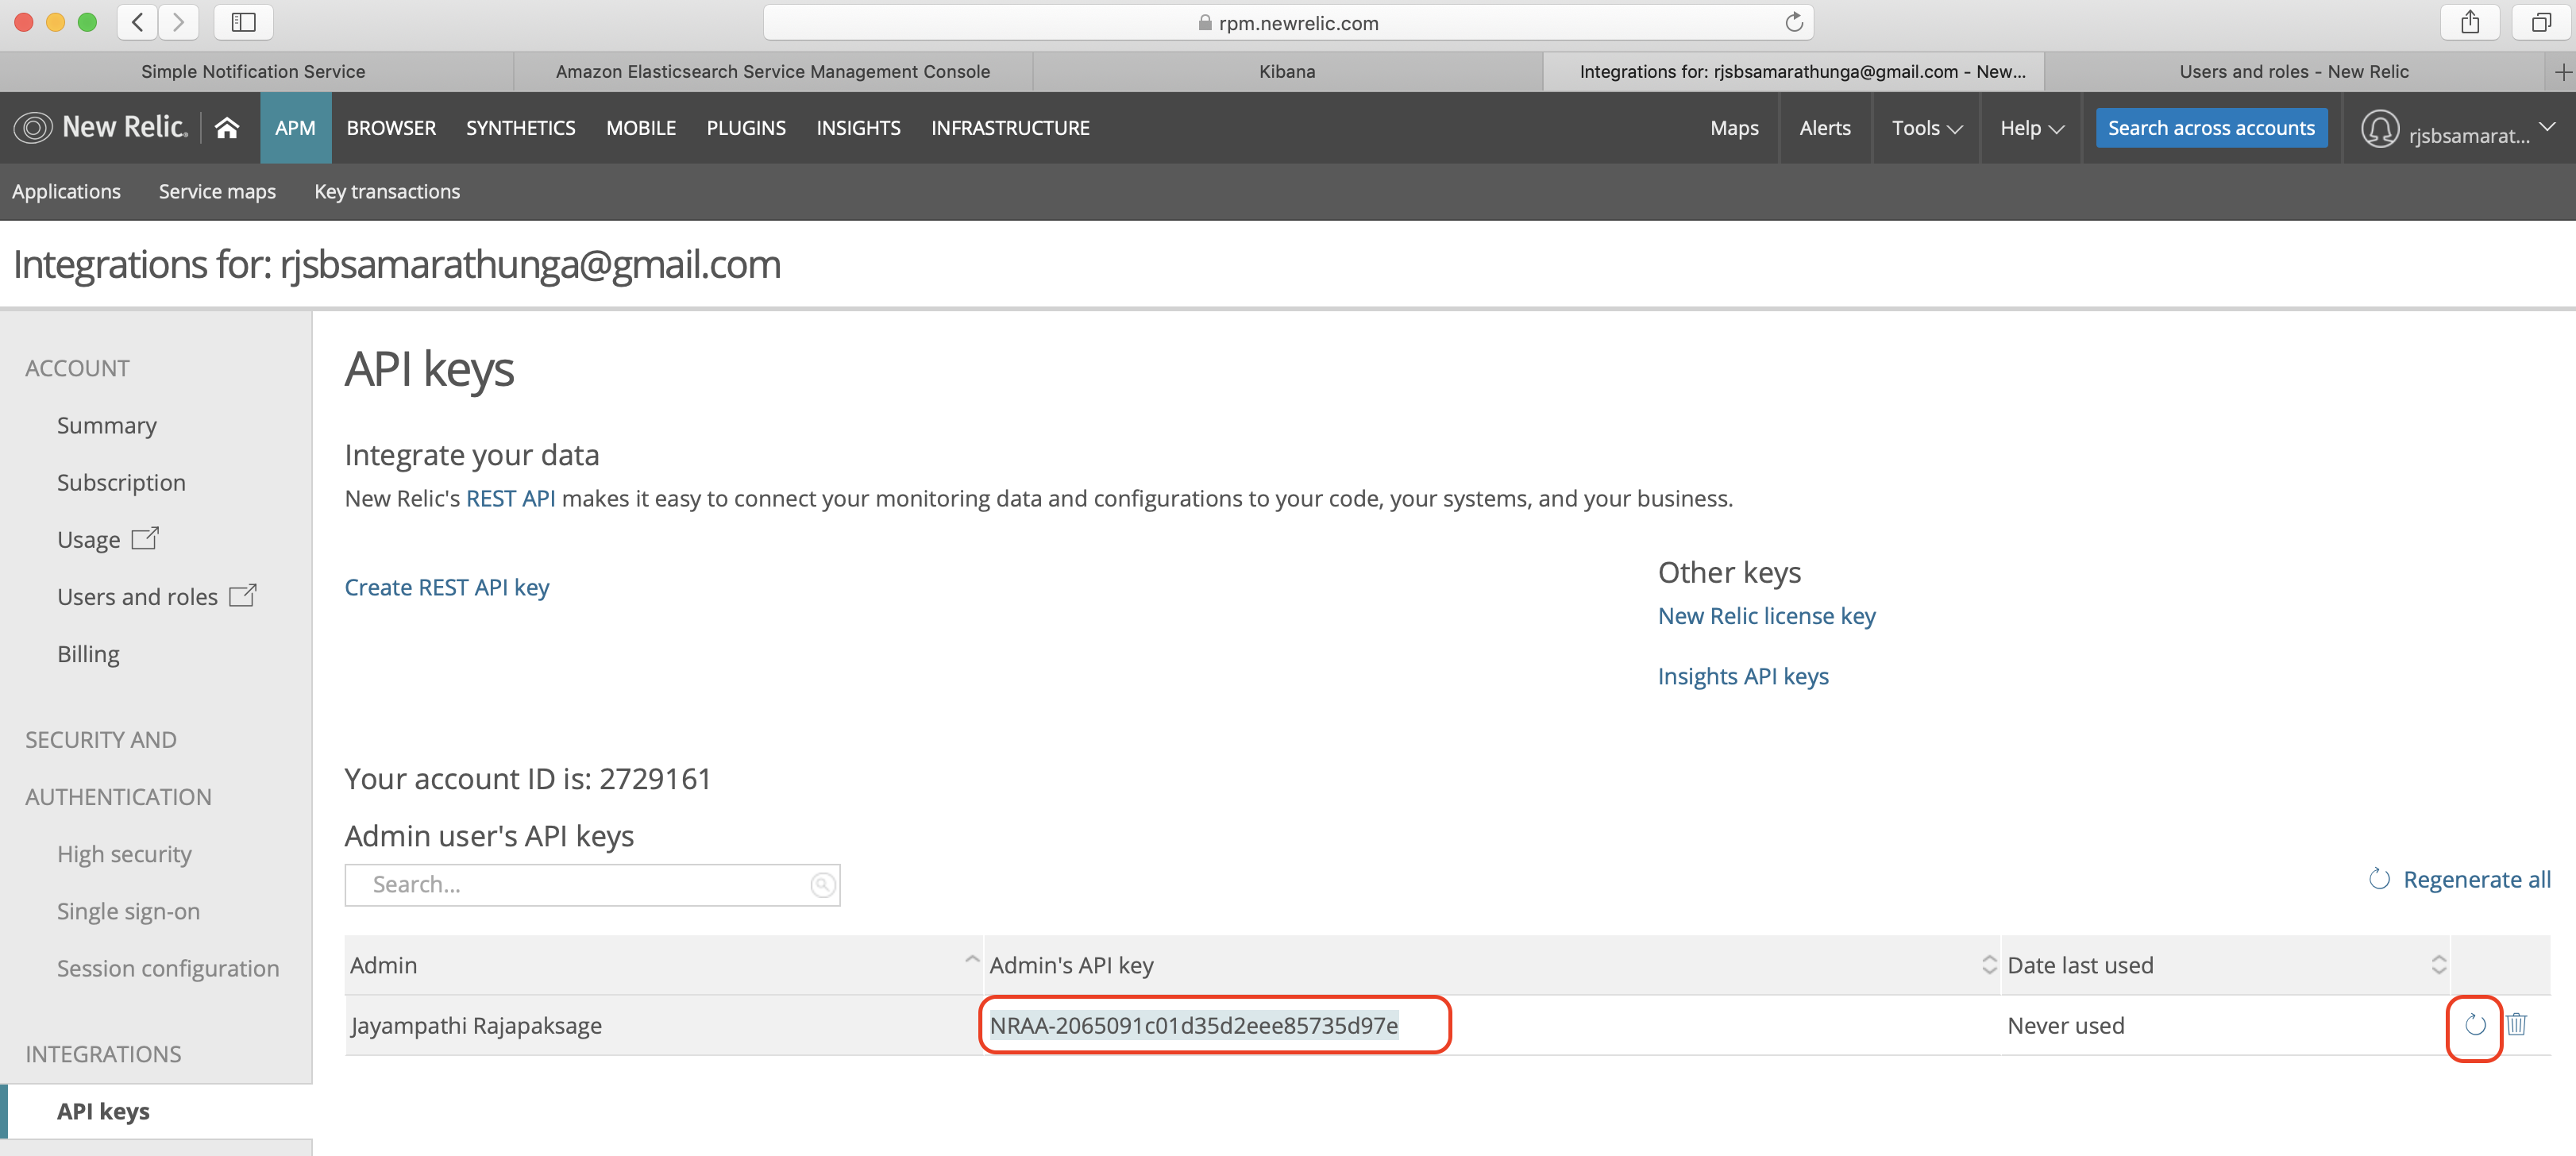 rpm.newrelic.com
Simple Notification Service
Amazon Elasticsearch Service Management Console
Kibana
Integrations for: rjsbsamarathunga@gmail.com - New...
Users and roles - New Relic
New Relic.
APM
BROWSER
SYNTHETICS
MOBILE
PLUGINS
INSIGHTS
INFRASTRUCTURE
Maps
Alerts
Tools
Help
Search across accounts
rjsbsamarat...
Applications
Service maps
Key transactions
Integrations for: rjsbsamarathunga@gmail.com
ACCOUNT
Summary
Subscription
Usage
Users and roles
Billing
SECURITY AND
AUTHENTICATION
High security
Single sign-on
Session configuration
INTEGRATIONS
API keys
API keys
Integrate your data
New Relic's REST API makes it easy to connect your monitoring data and configurations to your code, your systems, and your business.
Create REST API key
Other keys
New Relic license key
Insights API keys
Your account ID is: 2729161
Admin user's API keys
Search...
Regenerate all
Admin
Admin's API key
Date last used
Jayampathi Rajapaksage
NRAA-2065091c01d35d2eee85735d97e
Never used